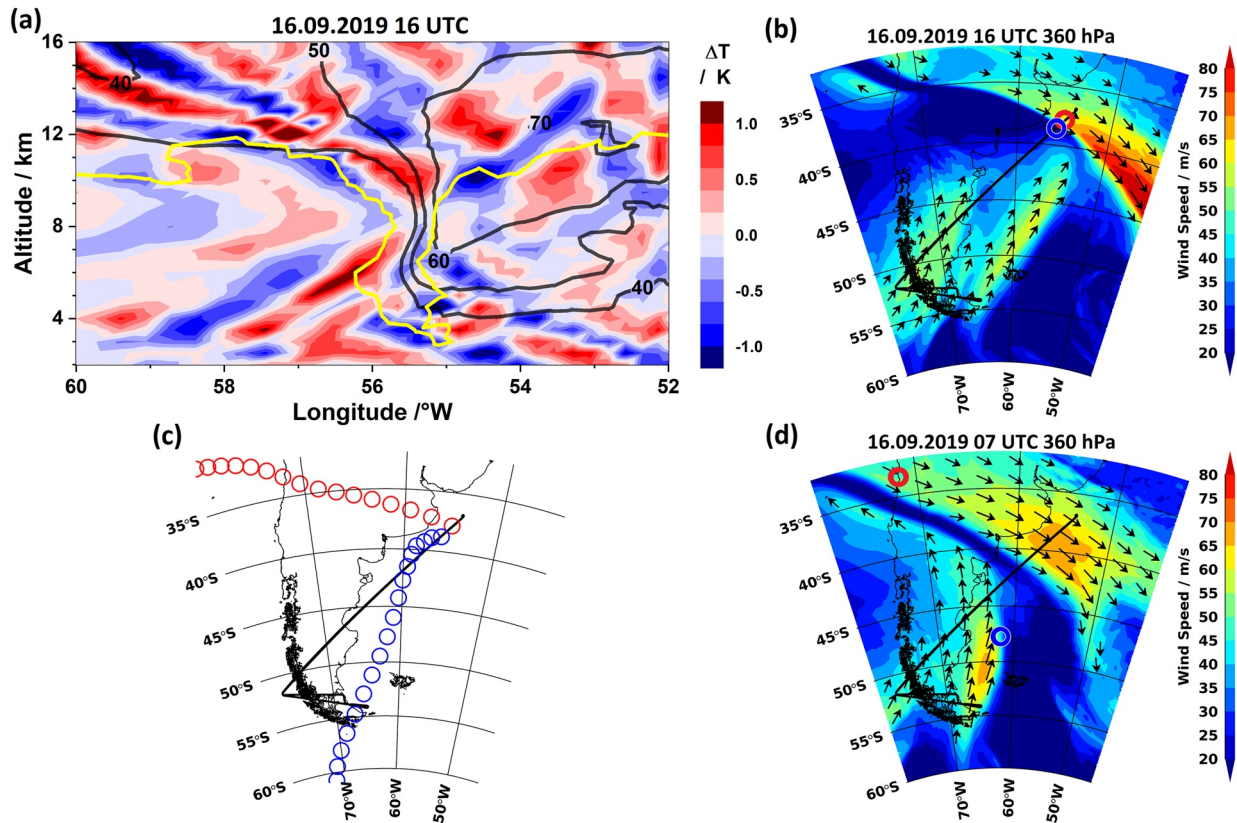 (a)
16.09.2019 16 UTC
16
12
8
4
Altitude / km
60
58
56
54
52
Longitude /°W
40
50
70
60
40
ΔT
/ K
1.0
0.5
0.0
-0.5
-1.0
(b)
16.09.2019 16 UTC 360 hPa
35°S
40°S
45°S
50°S
55°S
60°S
70°W
60°W
50°W
80
75
70
65
60
55
50
45
40
35
30
25
20
Wind Speed / m/s
(c)
35°S
40°S
45°S
50°S
55°S
60°S
70°W
60°W
50°W
(d)
16.09.2019 07 UTC 360 hPa
35°S
40°S
45°S
50°S
55°S
60°S
70°W
60°W
50°W
80
75
70
65
60
55
50
45
40
35
30
25
20
Wind Speed / m/s